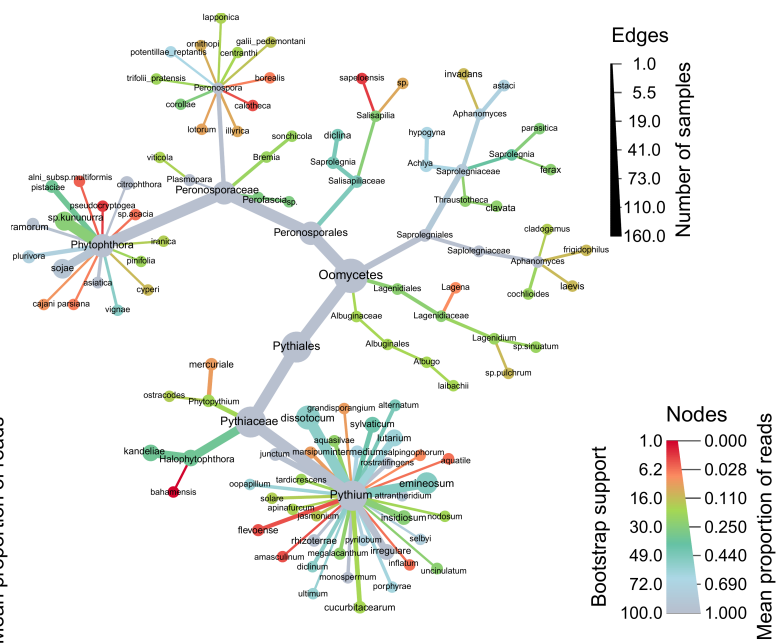 lapponica
ornithopi
galii_pedemontani
potentillae_reptantis
centranthi
trifolii_pratensis
Peronospora
borealis
corollae
calotheca
lotorum
illyrica
sonchicola
viticola
Bremia
Plasmopara
Peronosporaceae
Perofascia
sp.
alni_subsp.multiformis
pistaciae
citrophthora
pseudocryptogea
sp.kununurra
sp.acacia
ramorum
Phytophthora
iranica
plurivora
pinifolia
sojae
asiatica
cyperi
cajani
parsiana
vignae
sapeloensis
sp.
Salisapilia
diclina
Saprolegnia
Salisapiliaceae
Peronosporales
invadans
astaci
Aphanomyces
hypogyna
parasitica
Achlya
Saprolegnia
Saprolegniaceae
ferax
Thraustotheca
clavata
Saprolegniales
cladogamus
Saplolegniaceae
frigidophilus
Aphanomyces
laevis
cochlioides
Oomycetes
Lagenidiales
Lagena
Lagenidiaceae
Lagenidium
sp.sinuatum
sp.pulchrum
Albuginaceae
Albuginales
Albugo
laibachii
Pythiales
mercuriale
ostracodes
Phytopythium
Pythiaceae
kandeliae
Halophytophthora
bahamensis
grandisporangium
alternatum
dissotocum
sylvaticum
aquasilvae
lutarium
junctum
marsipum
intermedium
salpingophorum
rostratifingens
aquatile
tardicrescens
oopapillum
emineosum
Pythium
attrantheridium
solare
apinafurcum
jasmonium
insidiosum
nodosum
flevoense
rhizoterrae
pyrilobum
selbyi
amasculinum
megalacanthum
irregulare
diclinum
inflatum
uncinulatum
monospermum
ultimum
porphyrae
cucurbitacearum
Edges
1.0
5.5
19.0
41.0
73.0
110.0
160.0
Number of samples
Nodes
1.0 0.000
6.2 0.028
16.0 0.110
30.0 0.250
49.0 0.440
72.0 0.690
100.0 1.000
Bootstrap support
Mean proportion of reads